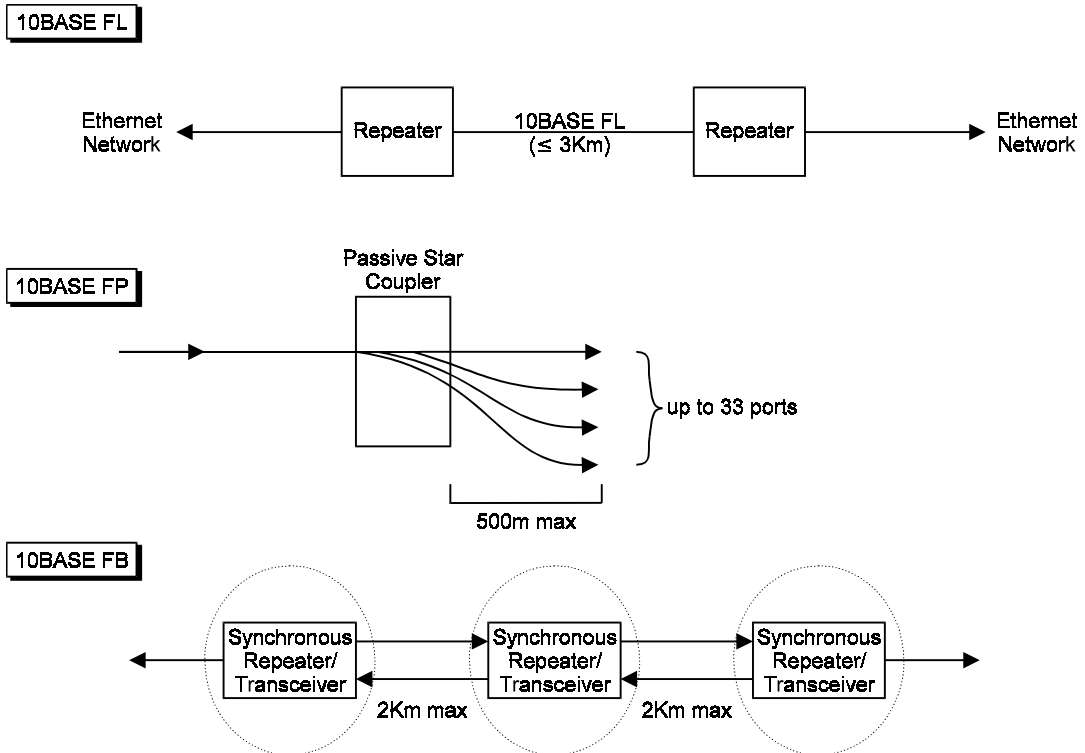 10BASE FL
Ethernet
Network
Repeater
10BASE FL
(≤ 3Km)
Repeater
Ethernet
Network
10BASE FP
Passive Star
Coupler
up to 33 ports
500m max
10BASE FB
Synchronous
Repeater/
Transceiver
2Km max
Synchronous
Repeater/
Transceiver
2Km max
Synchronous
Repeater/
Transceiver